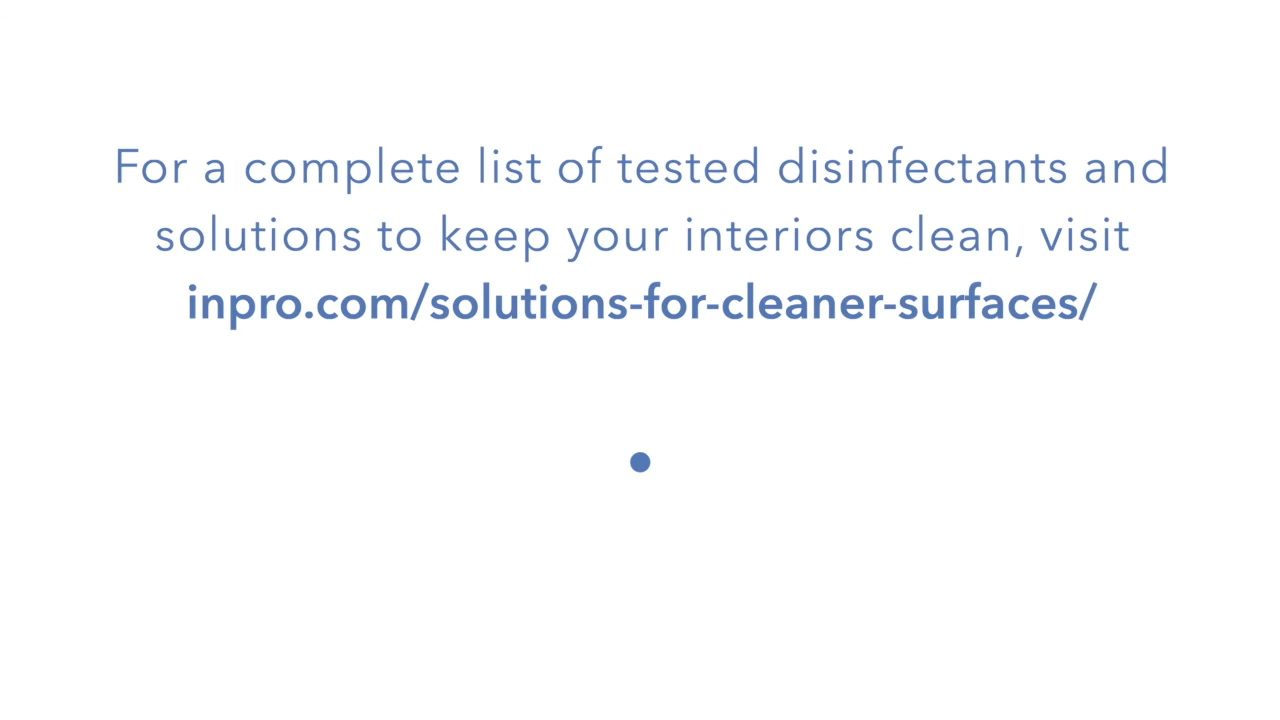 For a complete list of tested disinfectants and
solutions to keep your interiors clean, visit
inpro.com/solutions-for-cleaner-surfaces/